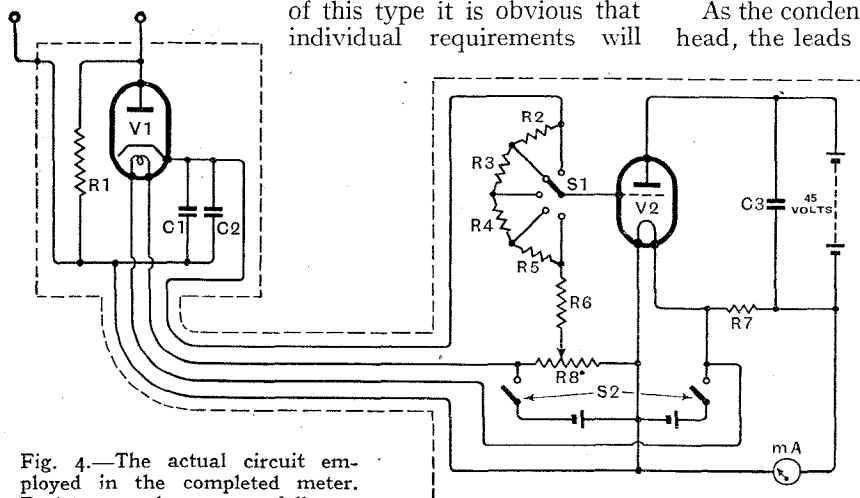 of this type it is obvious that
individual requirements will
As the conden
head, the leads
V1
R1
C1
C2
R2
R3
S1
R4
R5
R6
V2
C3
45
VOLTS
R7
R8
S2
mA
Fig. 4.—The actual circuit em-
ployed in the completed meter.